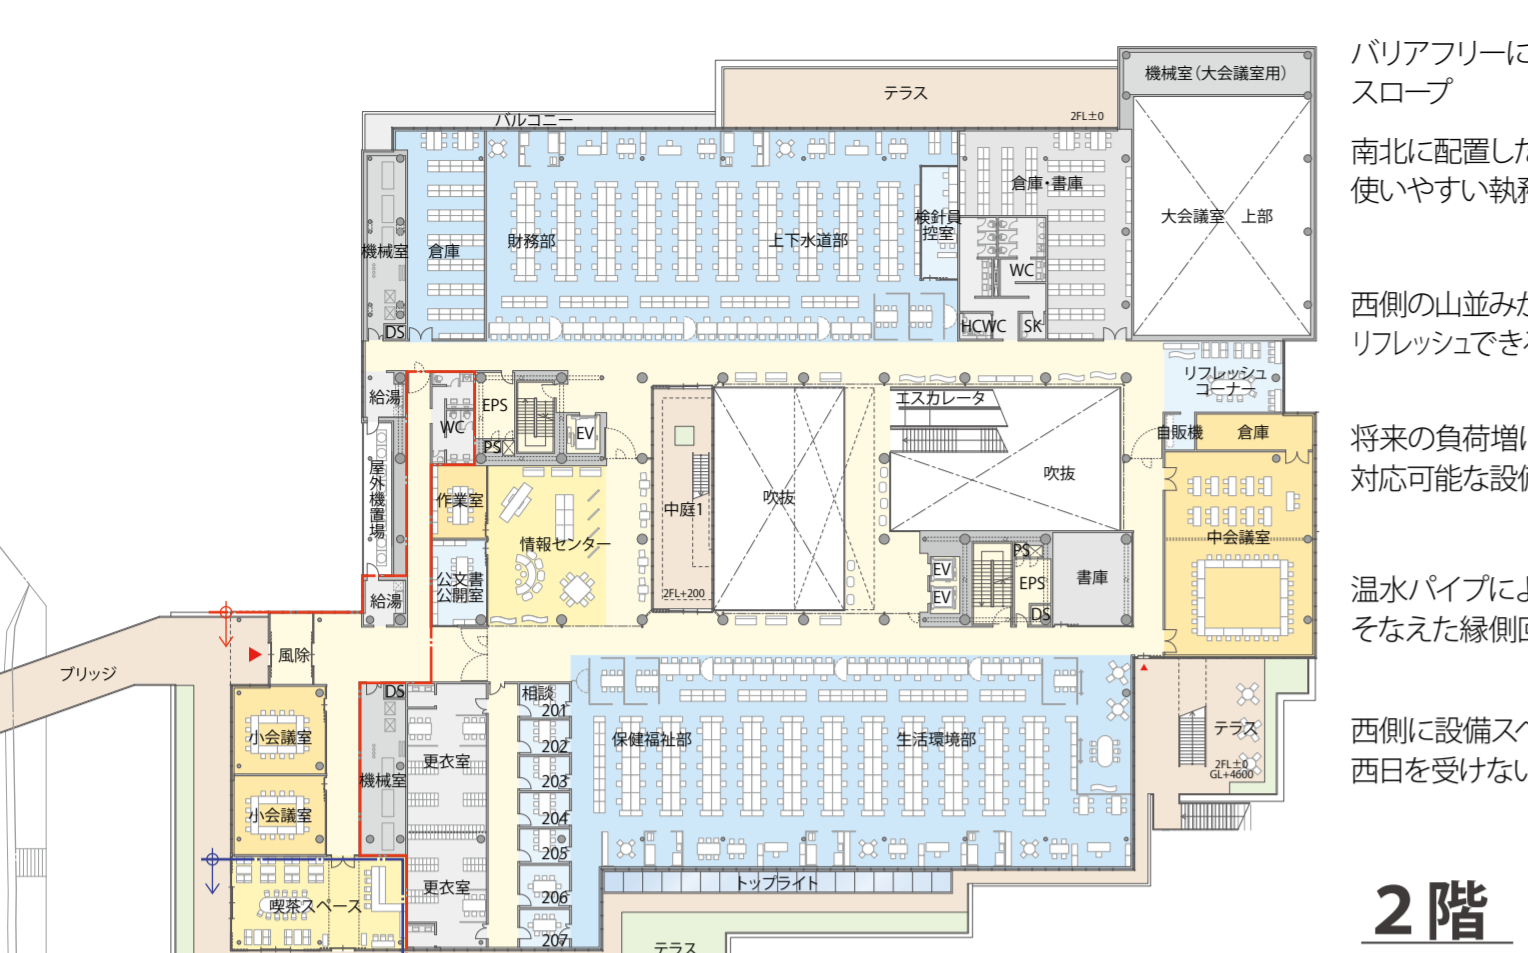 機械室（大会議室用）
テラス
2FL±0
バルコニー
倉庫・書庫
検針員
控室
大会議室 上部
財務部
上下水道部
機械室
倉庫
WC
DS
HCWC
SK
リフレッシュ
コーナー
給湯
EPS
WC
PS
EV
エスカレータ
自販機
倉庫
吹抜
吹抜
作業室
中庭1
屋外機置場
情報センター
中会議室
公文書
公開室
2FL+200
PS
EV
EV
EPS
DS
書庫
給湯
風除
ブリッジ
DS
相談
201
202
203
204
205
206
207
小会議室
小会議室
機械室
更衣室
更衣室
保健福祉部
生活環境部
テラス
2FL±0
GL+4600
喫茶スペース
トップライト
テラス
バリアフリーに
スロープ
南北に配置した
使いやすい執務
西側の山並みが
リフレッシュできる
将来の負荷増に
対応可能な設備
温水パイプによ
そなえた縁側回
西側に設備スペ
西日を受けない
2階